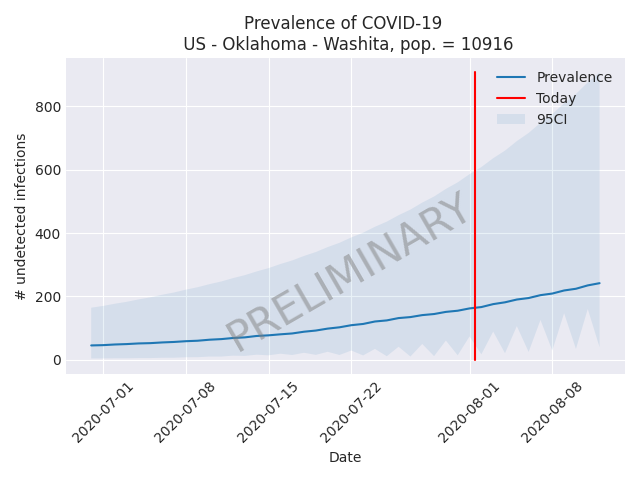 Prevalence of COVID-19
US - Oklahoma - Washita, pop. = 10916
Prevalence
Today
95CI
800
600
400
200
0
# undetected infections
PRELIMINARY
2020-07-01
2020-07-08
2020-07-15
2020-07-22
2020-08-01
2020-08-08
Date